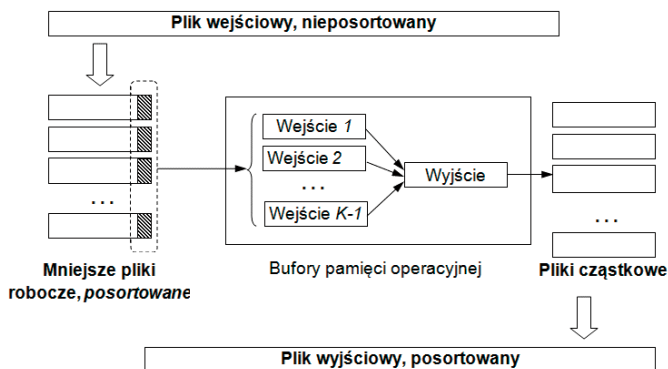 Plik wejściowy, nieposortowany
Wejście 1
Wejście 2
...
Wejście K-1
Wyjście
...
...
Mniejsze pliki
robocze, posortowane
Bufory pamięci operacyjnej
Pliki cząstkowe
Plik wyjściowy, posortowany